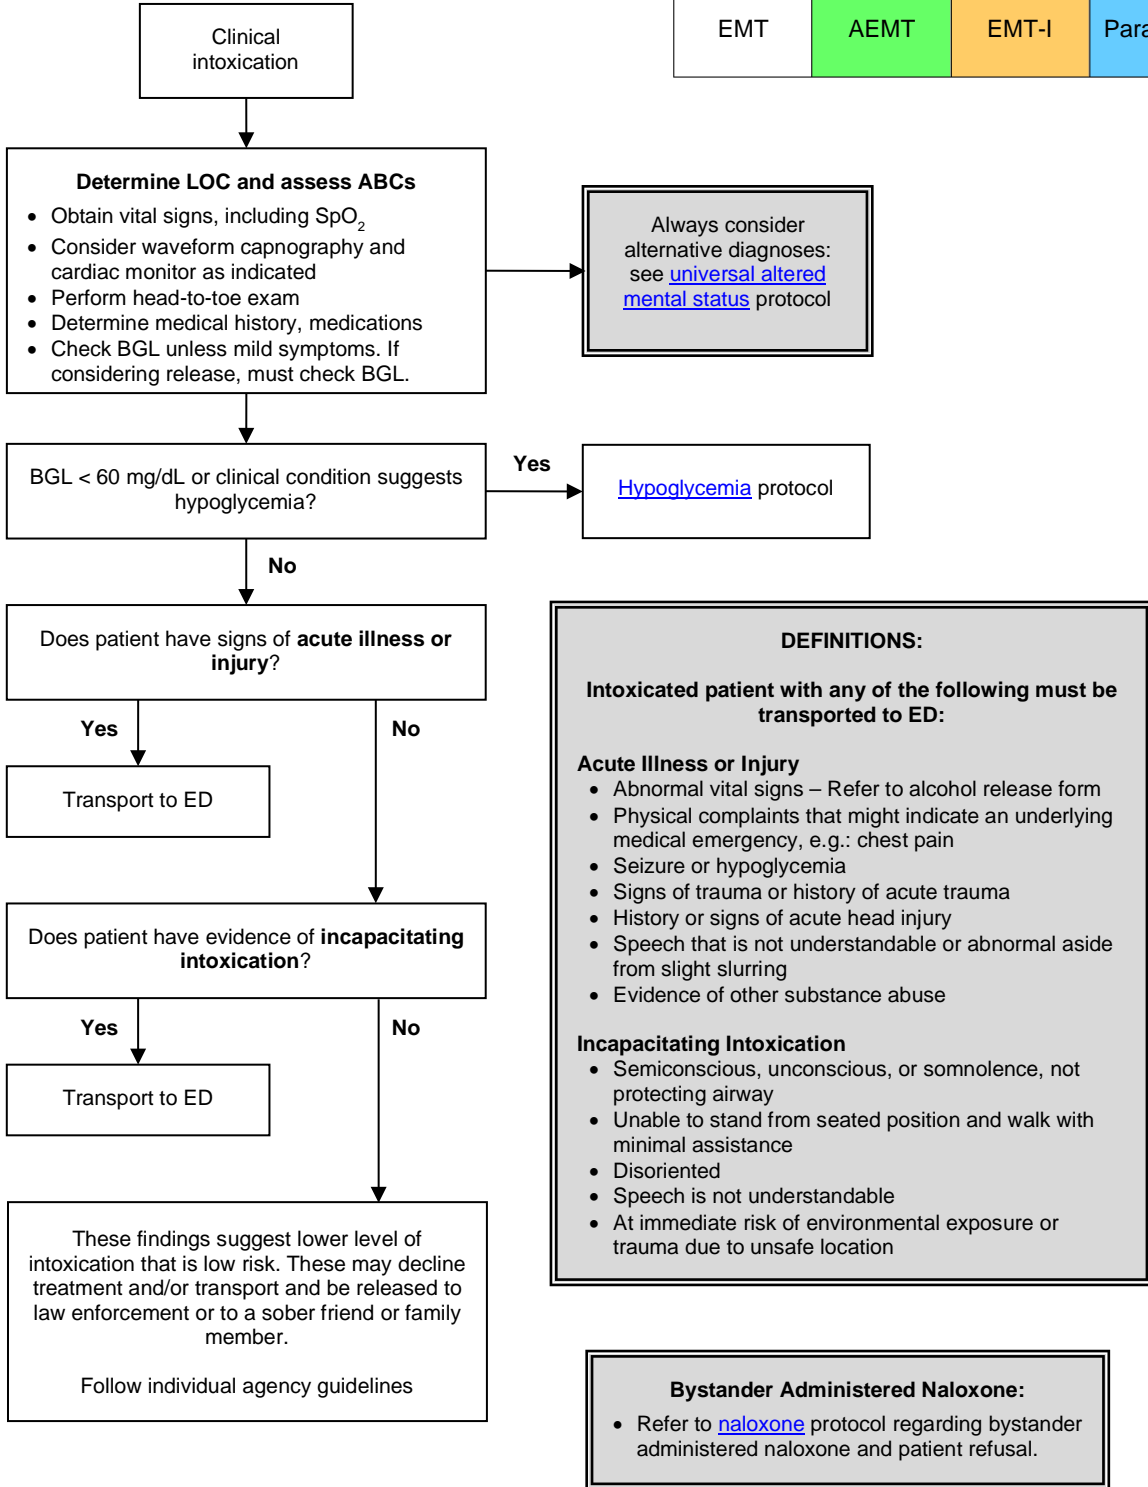 EMT
AEMT
EMT-I
Para
Clinical
intoxication
Determine LOC and assess ABCs
• Obtain vital signs, including SpO2
• Consider waveform capnography and
cardiac monitor as indicated
• Perform head-to-toe exam
• Determine medical history, medications
• Check BGL unless mild symptoms. If
considering release, must check BGL.
Always consider
alternative diagnoses:
see universal altered
mental status protocol
BGL < 60 mg/dL or clinical condition suggests
hypoglycemia?
Yes
Hypoglycemia protocol
No
Does patient have signs of acute illness or
injury?
Yes
No
Transport to ED
Does patient have evidence of incapacitating
intoxication?
Yes
No
Transport to ED
These findings suggest lower level of
intoxication that is low risk. These may decline
treatment and/or transport and be released to
law enforcement or to a sober friend or family
member.
Follow individual agency guidelines
DEFINITIONS:
Intoxicated patient with any of the following must be
transported to ED:
Acute Illness or Injury
• Abnormal vital signs – Refer to alcohol release form
• Physical complaints that might indicate an underlying
medical emergency, e.g.: chest pain
• Seizure or hypoglycemia
• Signs of trauma or history of acute trauma
• History or signs of acute head injury
• Speech that is not understandable or abnormal aside
from slight slurring
• Evidence of other substance abuse
Incapacitating Intoxication
• Semiconscious, unconscious, or somnolence, not
protecting airway
• Unable to stand from seated position and walk with
minimal assistance
• Disoriented
• Speech is not understandable
• At immediate risk of environmental exposure or
trauma due to unsafe location
Bystander Administered Naloxone:
• Refer to naloxone protocol regarding bystander
administered naloxone and patient refusal.